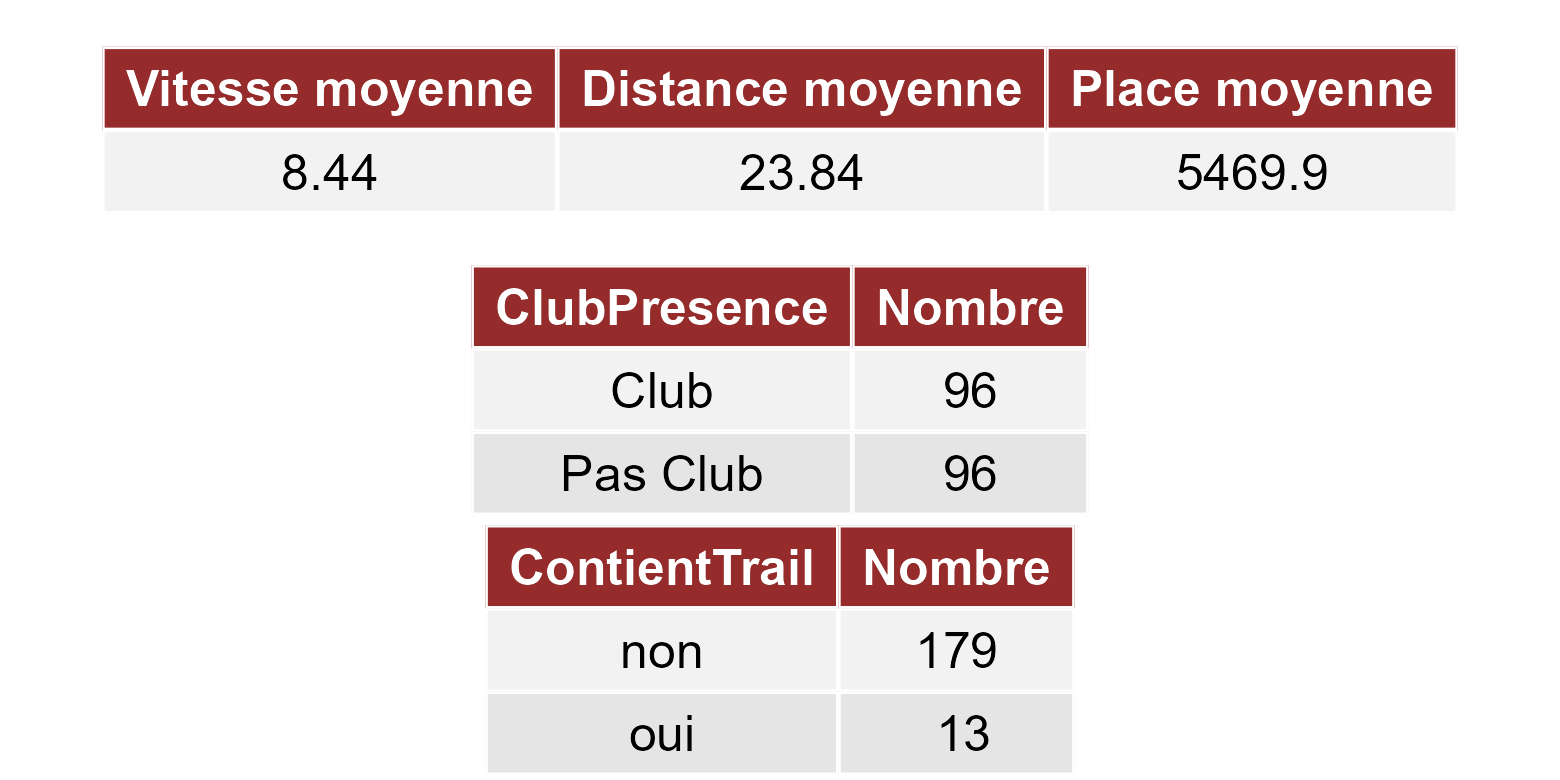 Vitesse moyenne Distance moyenne Place moyenne
8.44 23.84 5469.9
ClubPresence Nombre
Club 96
Pas Club 96
ContientTrail Nombre
non 179
oui 13